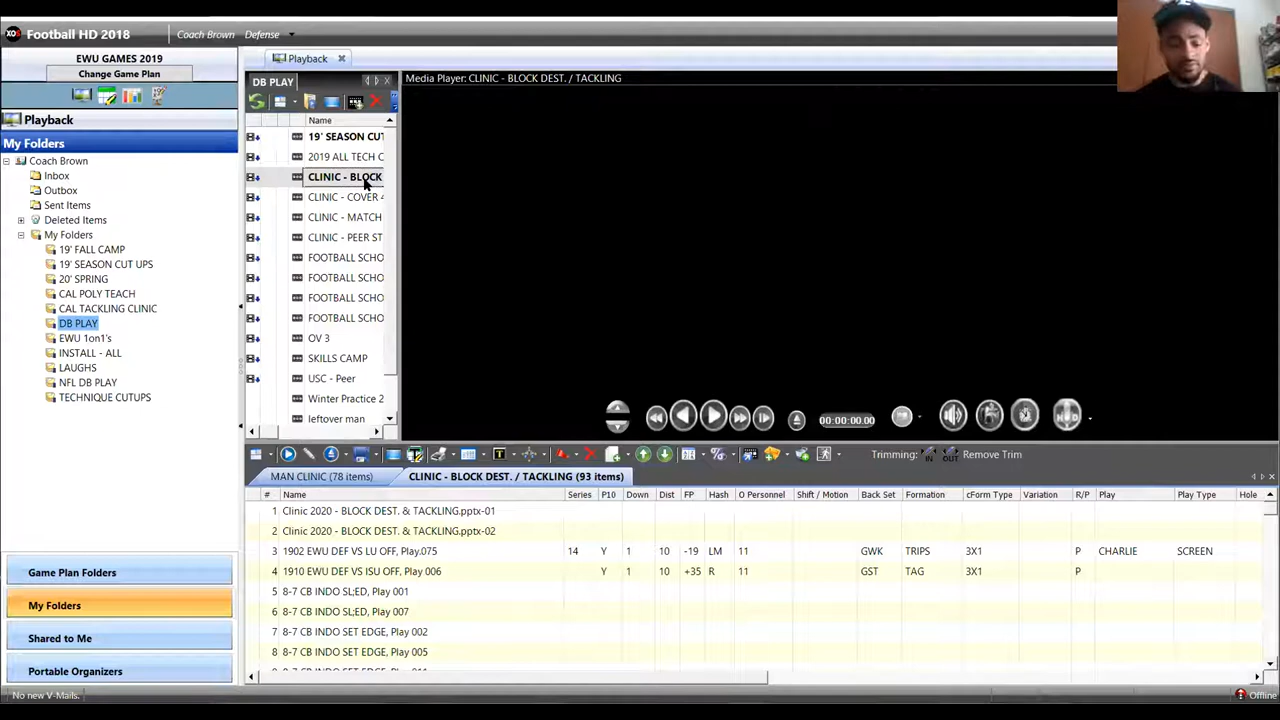 XOS Football HD 2018 Coach Brown Defense
EWU GAMES 2019
Change Game Plan
Playback
My Folders
Coach Brown
Inbox
Outbox
Sent Items
Deleted Items
My Folders
19' FALL CAMP
19' SEASON CUT UPS
20' SPRING
CAL POLY TEACH
CAL TACKLING CLINIC
DB PLAY
EWU 1on1's
INSTALL - ALL
LAUGHS
NFL DB PLAY
TECHNIQUE CUTUPS
Game Plan Folders
My Folders
Shared to Me
Portable Organizers
No new V-Mails.
Playback
DB PLAY
Name
19' SEASON CUT
2019 ALL TECH C
CLINIC - BLOCK
CLINIC - COVER 4
CLINIC - MATCH
CLINIC - PEER ST
FOOTBALL SCHO
FOOTBALL SCHO
FOOTBALL SCHO
FOOTBALL SCHO
OV 3
SKILLS CAMP
USC - Peer
Winter Practice 2
leftover man
Media Player: CLINIC - BLOCK DEST. / TACKLING
00:00:00.00
Trimming: IN OUT Remove Trim
MAN CLINIC (78 items) CLINIC - BLOCK DEST. / TACKLING (93 items)
# Name Series P10 Down Dist FP Hash O Personnel Shift / Motion Back Set Formation cForm Type Variation R/P Play Play Type Hole
1 Clinic 2020 - BLOCK DEST. & TACKLING.pptx-01
2 Clinic 2020 - BLOCK DEST. & TACKLING.pptx-02
3 1902 EWU DEF VS LU OFF, Play.075 14 Y 1 10 -19 LM 11 GWK TRIPS 3X1 P CHARLIE SCREEN
4 1910 EWU DEF VS ISU OFF, Play 006 Y 1 10 +35 R 11 GST TAG 3X1 P
5 8-7 CB INDO SL;ED, Play 001
6 8-7 CB INDO SL;ED, Play 007
7 8-7 CB INDO SET EDGE, Play 002
8 8-7 CB INDO SET EDGE, Play 005
Offline